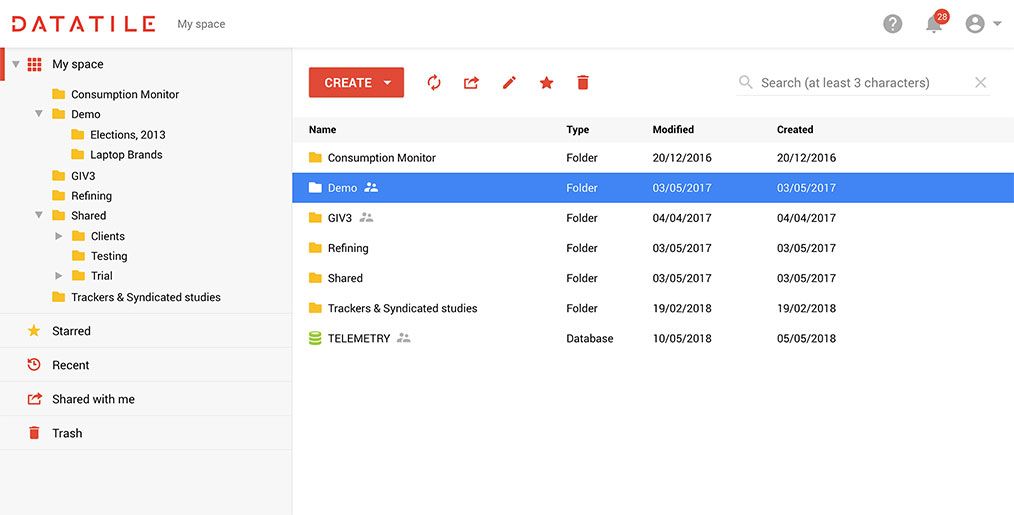 DATATILE My space
28
My space
Consumption Monitor
Demo
Elections, 2013
Laptop Brands
GIV3
Refining
Shared
Clients
Testing
Trial
Trackers & Syndicated studies
Starred
Recent
Shared with me
Trash
CREATE
Search (at least 3 characters)
Name Type Modified Created
Consumption Monitor Folder 20/12/2016 20/12/2016
Demo Folder 03/05/2017 03/05/2017
GIV3 Folder 04/04/2017 04/04/2017
Refining Folder 03/05/2017 03/05/2017
Shared Folder 03/05/2017 03/05/2017
Trackers & Syndicated studies Folder 19/02/2018 19/02/2018
TELEMETRY Database 10/05/2018 05/05/2018